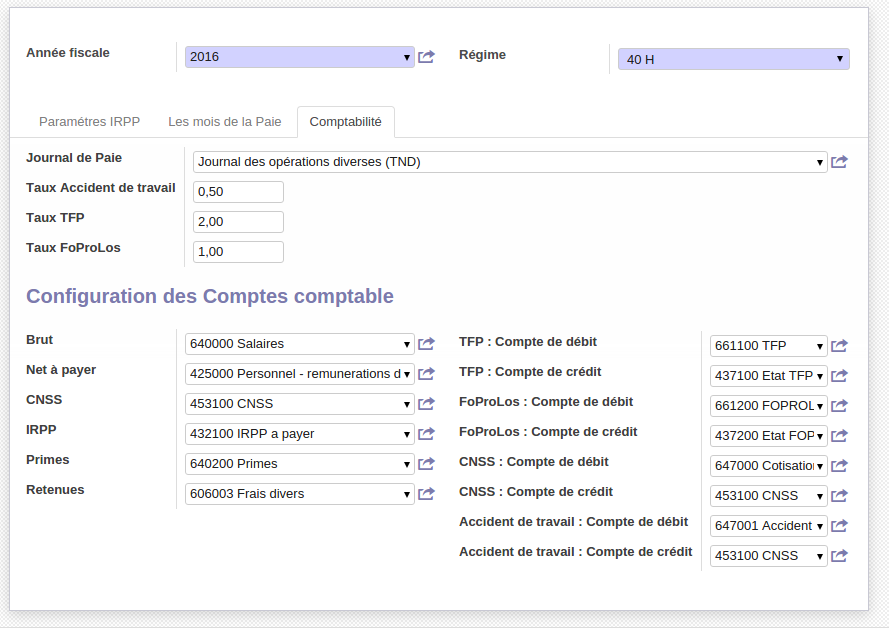 Année fiscale 2016 Régime 40 H
Paramétres IRPP Les mois de la Paie Comptabilité
Journal de Paie Journal des opérations diverses (TND)
Taux Accident de travail 0,50
Taux TFP 2,00
Taux FoProLos 1,00
Configuration des Comptes comptable
Brut 640000 Salaires TFP : Compte de débit 661100 TFP
Net à payer 425000 Personnel - remunerations d TFP : Compte de crédit 437100 Etat TFP
CNSS 453100 CNSS FoProLos : Compte de débit 661200 FOPROL
IRPP 432100 IRPP a payer FoProLos : Compte de crédit 437200 Etat FOP
Primes 640200 Primes CNSS : Compte de débit 647000 Cotisation
Retenues 606003 Frais divers CNSS : Compte de crédit 453100 CNSS
Accident de travail : Compte de débit 647001 Accident
Accident de travail : Compte de crédit 453100 CNSS